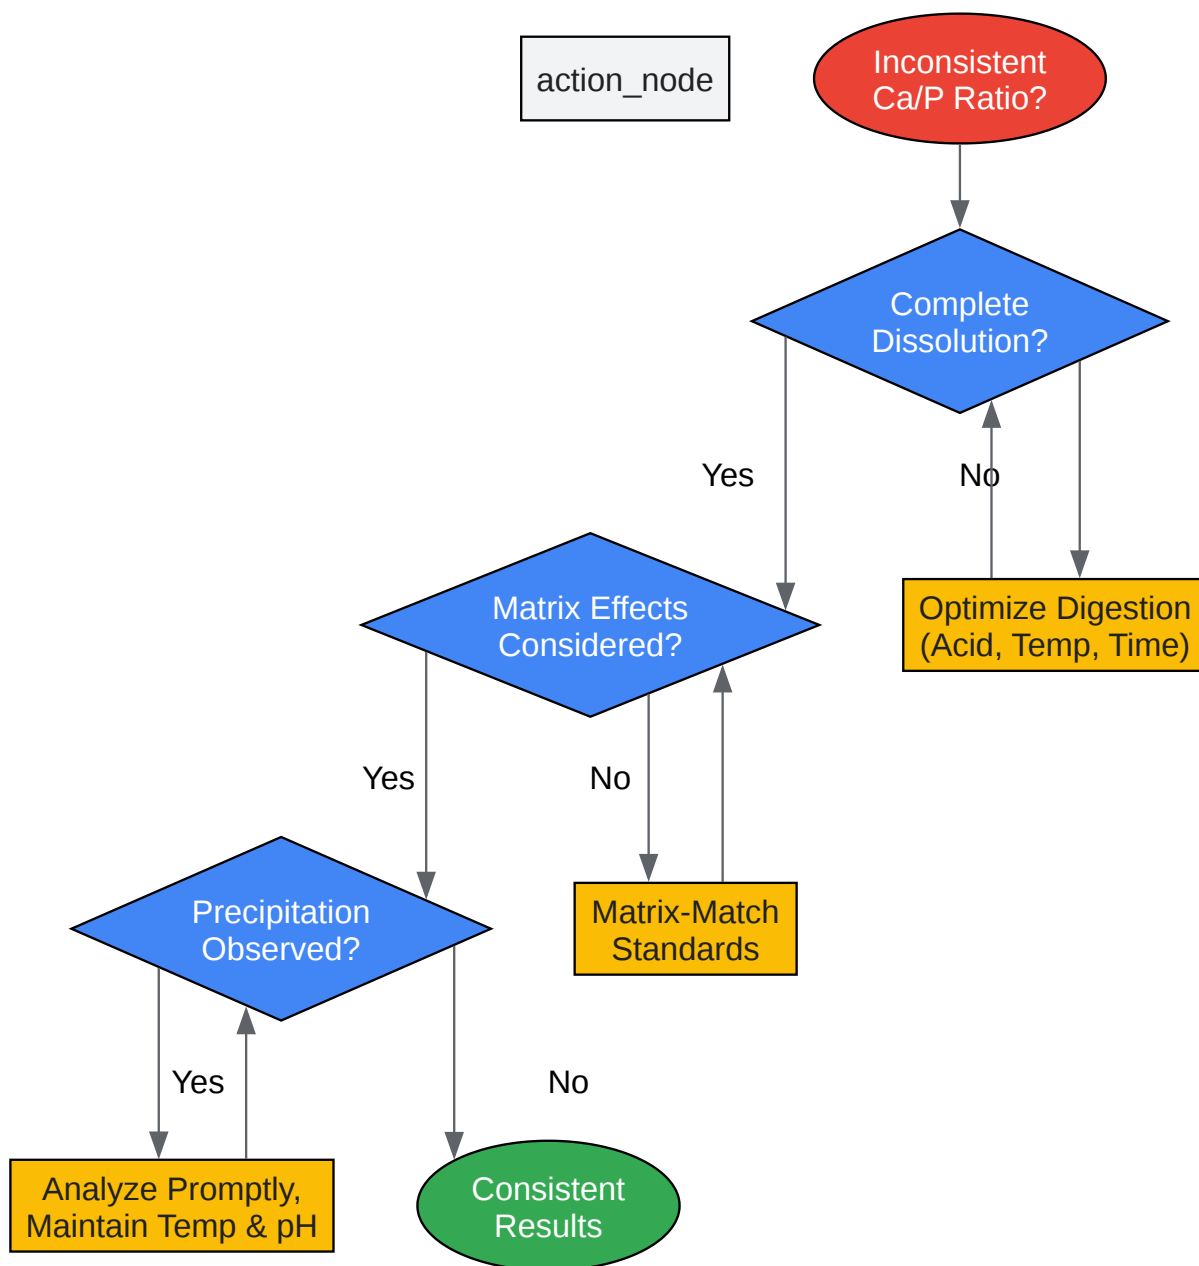 action_node
Inconsistent
Ca/P Ratio?
Complete
Dissolution?
Yes
No
Matrix Effects
Considered?
Optimize Digestion
(Acid, Temp, Time)
Yes
No
Precipitation
Observed?
Matrix-Match
Standards
Yes
No
Analyze Promptly,
Maintain Temp & pH
Consistent
Results